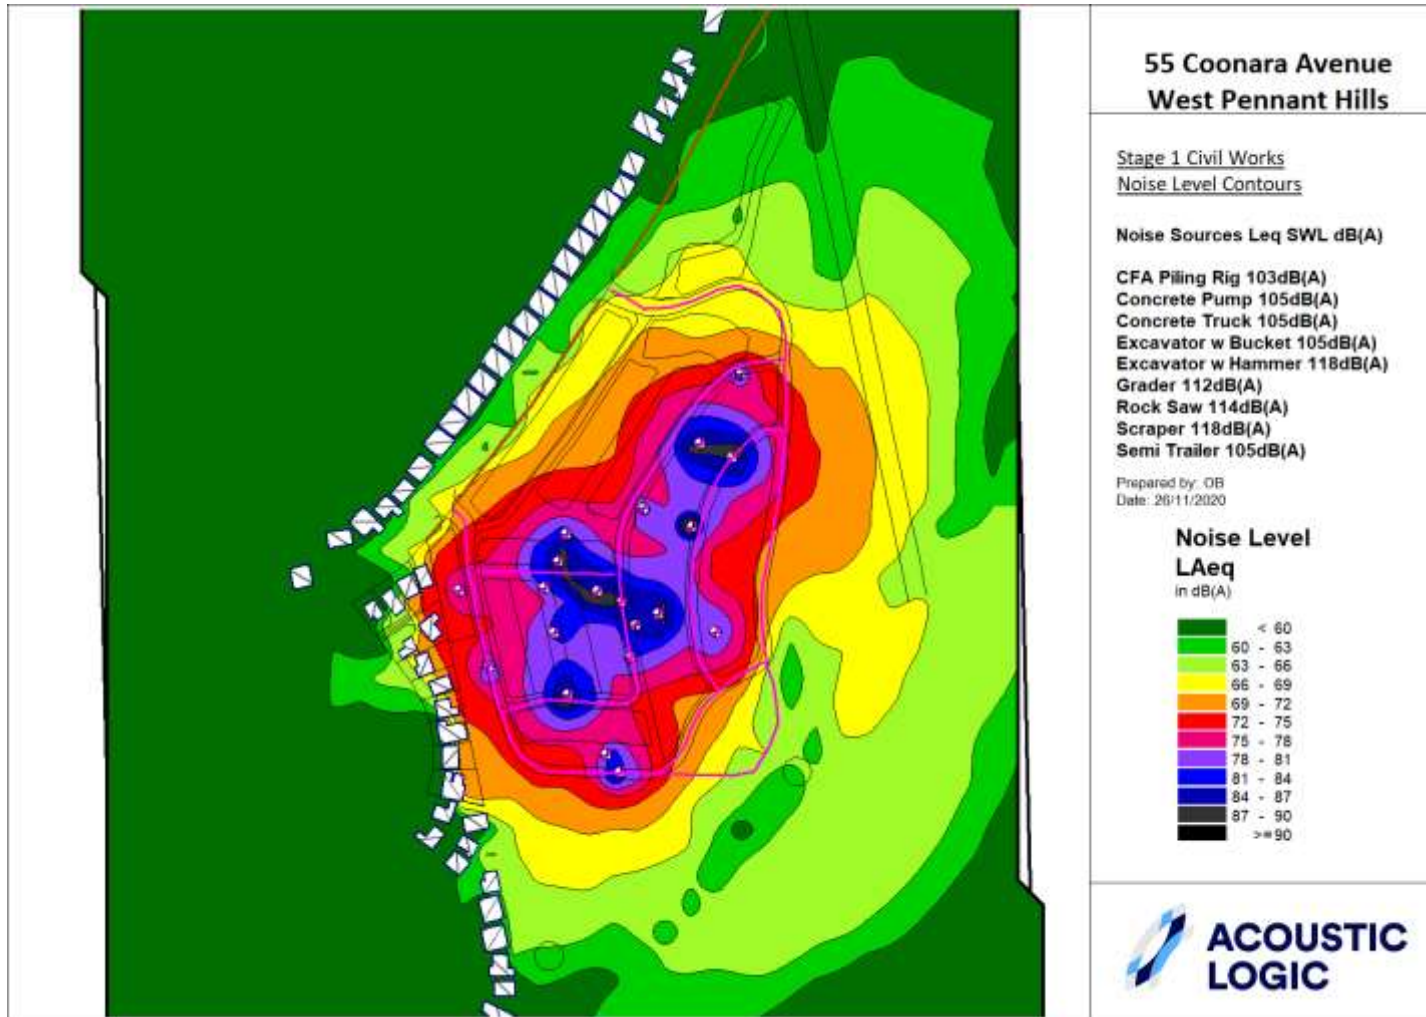 55 Coonara Avenue
West Pennant Hills
Stage 1 Civil Works
Noise Level Contours
Noise Sources Leq SWL dB(A)
CFA Piling Rig 103dB(A)
Concrete Pump 105dB(A)
Concrete Truck 105dB(A)
Excavator w Bucket 105dB(A)
Excavator w Hammer 118dB(A)
Grader 112dB(A)
Rock Saw 114dB(A)
Scraper 118dB(A)
Semi Trailer 105dB(A)
Prepared by: OB
Date: 26/11/2020
Noise Level
LAeq
in dB(A)
< 60
60 - 63
63 - 66
66 - 69
69 - 72
72 - 75
75 - 78
78 - 81
81 - 84
84 - 87
87 - 90
>=90
ACOUSTIC
LOGIC